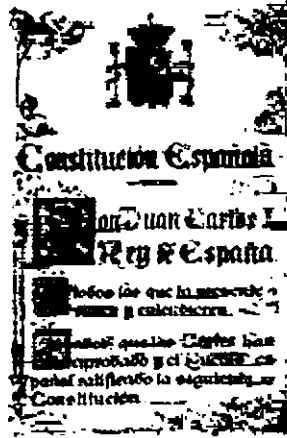 Constitución Española
Don Juan Carlos I
Rey de España
todos los que la presente
vieren y entendieren
que las Cortes han
aprobado y el pueblo es-
pañol ratificado la siguiente
Constitución